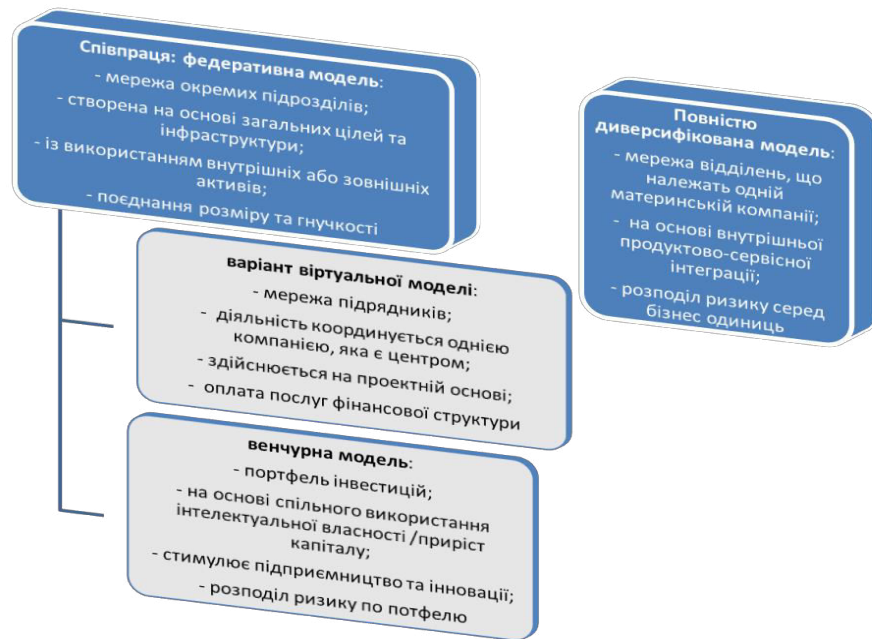 Співпраця: федеративна модель:
- мережа окремих підрозділів;
- створена на основі загальних цілей та
інфраструктури;
- із використанням внутрішніх або зовнішніх
активів;
- поєднання розміру та гнучкості
варіант віртуальної моделі:
- мережа підрядників;
- діяльність координується однією
компанією, яка є центром;
- здійснюється на проектній основі;
- оплата послуг фінансової структури
венчурна модель:
- портфель інвестицій;
- на основі спільного використання
інтелектуальної власності /приріст
капіталу;
- стимулює підприємництво та інновації;
- розподіл ризику по потфелю
Повністю
диверсифікована модель:
- мережа відділень, що
належать одній
материнській компанії;
- на основі внутрішньої
продуктово-сервісної
інтеграції;
- розподіл ризику серед
бізнес одиниць